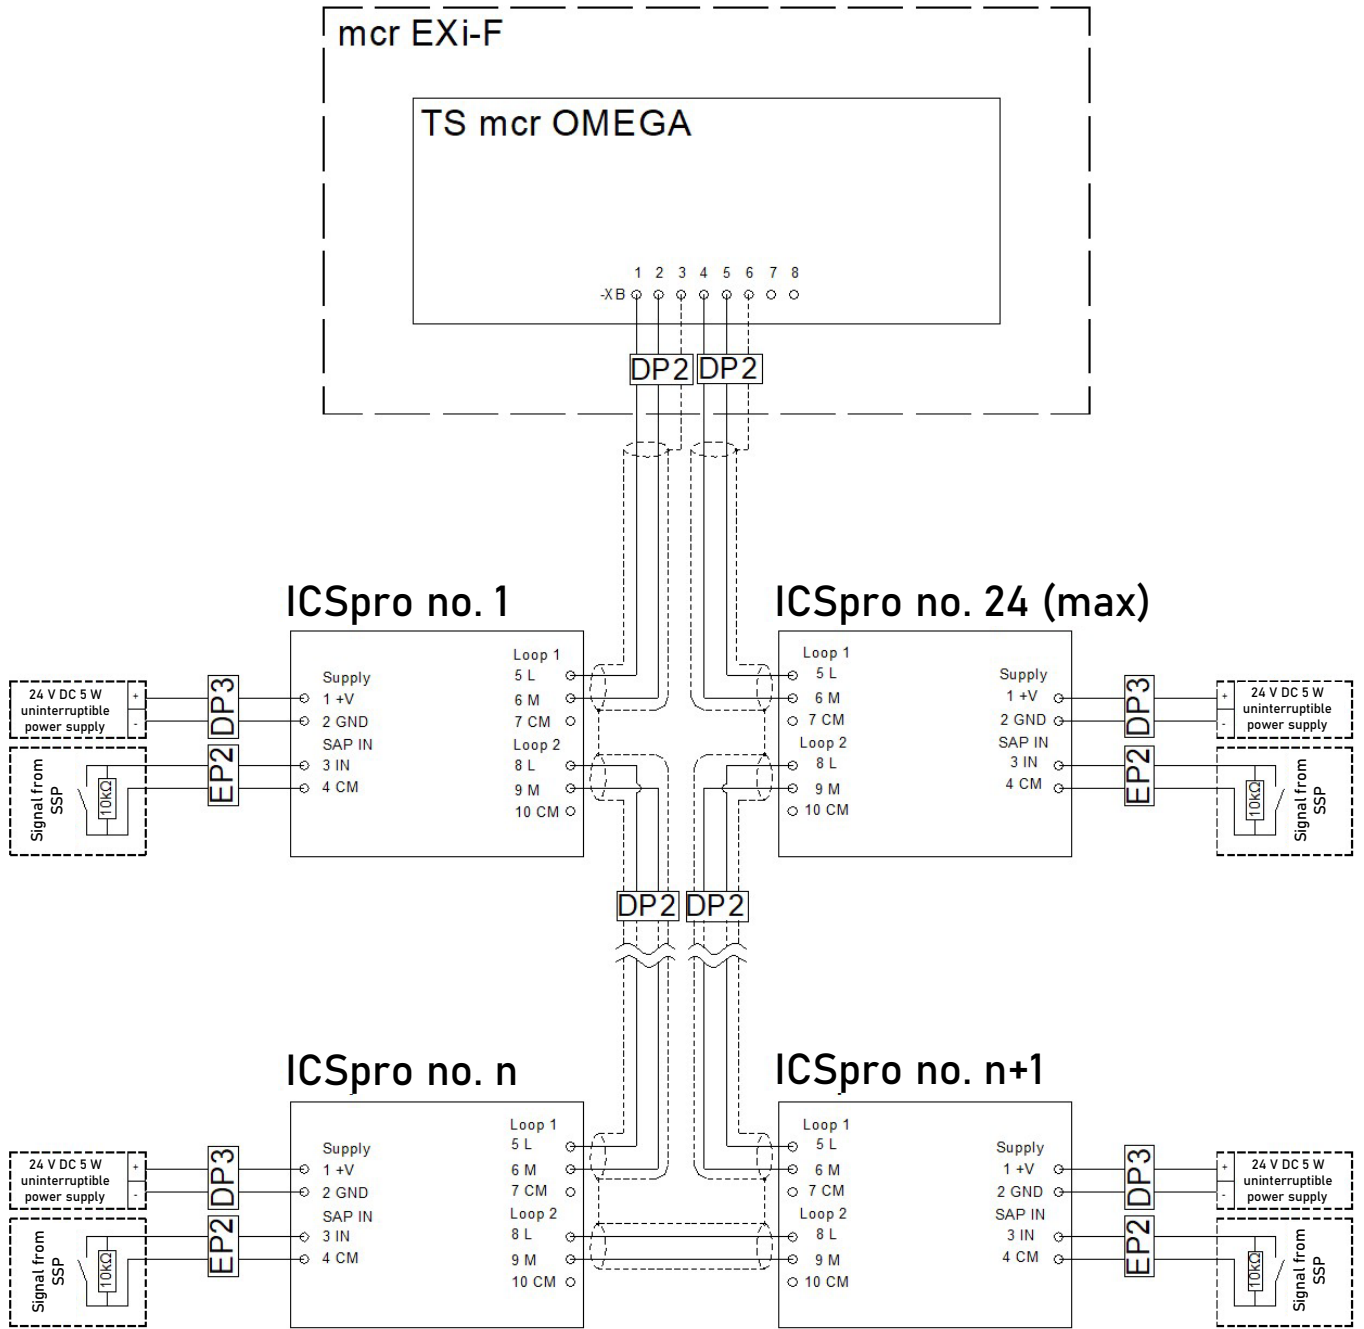 mcr EXi-F
TS mcr OMEGA
1 2 3 4 5 6 7 8
-XB
DP2 DP2
ICSpro no. 1
Loop 1
Supply
5 L
1 +V
6 M
2 GND
7 CM
SAP IN
Loop 2
3 IN
8 L
4 CM
9 M
10 CM
24 V DC 5 W
uninterruptible
power supply
+
-
DP3
Signal from
SSP
10kΩ
EP2
ICSpro no. 24 (max)
Loop 1
5 L
Supply
6 M
1 +V
7 CM
2 GND
Loop 2
SAP IN
8 L
3 IN
9 M
4 CM
10 CM
DP3
+
-
24 V DC 5 W
uninterruptible
power supply
EP2
10kΩ
Signal from
SSP
DP2 DP2
ICSpro no. n
Loop 1
5 L
Supply
6 M
1 +V
7 CM
2 GND
Loop 2
SAP IN
8 L
3 IN
9 M
4 CM
10 CM
24 V DC 5 W
uninterruptible
power supply
+
-
DP3
Signal from
SSP
10kΩ
EP2
ICSpro no. n+1
Loop 1
5 L
Supply
6 M
1 +V
7 CM
2 GND
Loop 2
SAP IN
8 L
3 IN
9 M
4 CM
10 CM
DP3
+
-
24 V DC 5 W
uninterruptible
power supply
EP2
10kΩ
Signal from
SSP